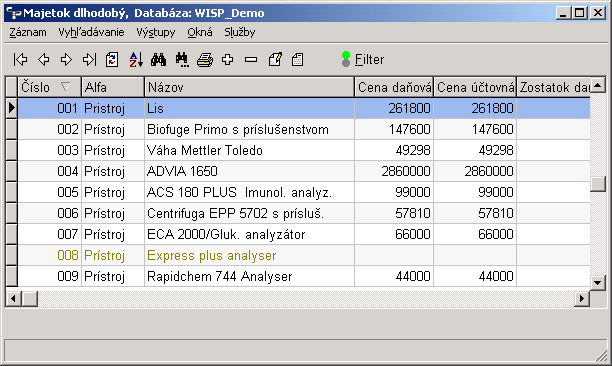 Majetok dlhodobý, Databáza: WISP_Demo
Záznam Vyhľadávanie Výstupy Okná Služby
Filter
Číslo Alfa Názov Cena daňová Cena účtovná Zostatok da
001 Pristroj Lis 261800 261800
002 Prístroj Biofuge Primo s príslušenstvom 147600 147600
003 Prístroj Váha Mettler Toledo 49298 49298
004 Prístroj ADVIA 1650 2860000 2860000
005 Prístroj ACS 180 PLUS Imunol. analyz. 99000 99000
006 Prístroj Centrifuga EPP 5702 s prísluš. 57810 57810
007 Prístroj ECA 2000/Gluk. analyzátor 66000 66000
008 Prístroj Express plus analyser
009 Prístroj Rapidchem 744 Analyser 44000 44000